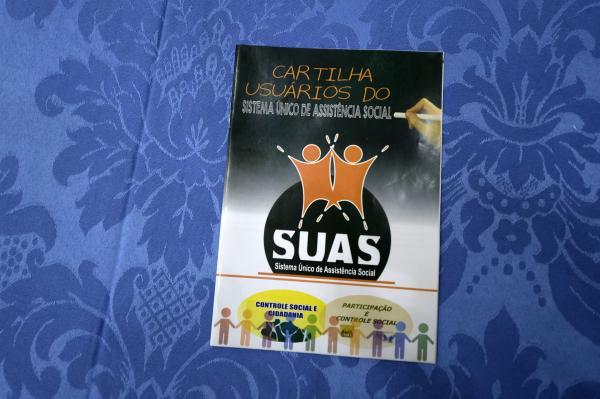 CARTILHA
USUÁRIOS DO
SISTEMA ÚNICO DE ASSISTÊNCIA SOCIAL
SUAS
Sistema Único de Assistência Social
CONTROLE SOCIAL E
CIDADANIA
PARTICIPAÇÃO
E
CONTROLE SOCIAL